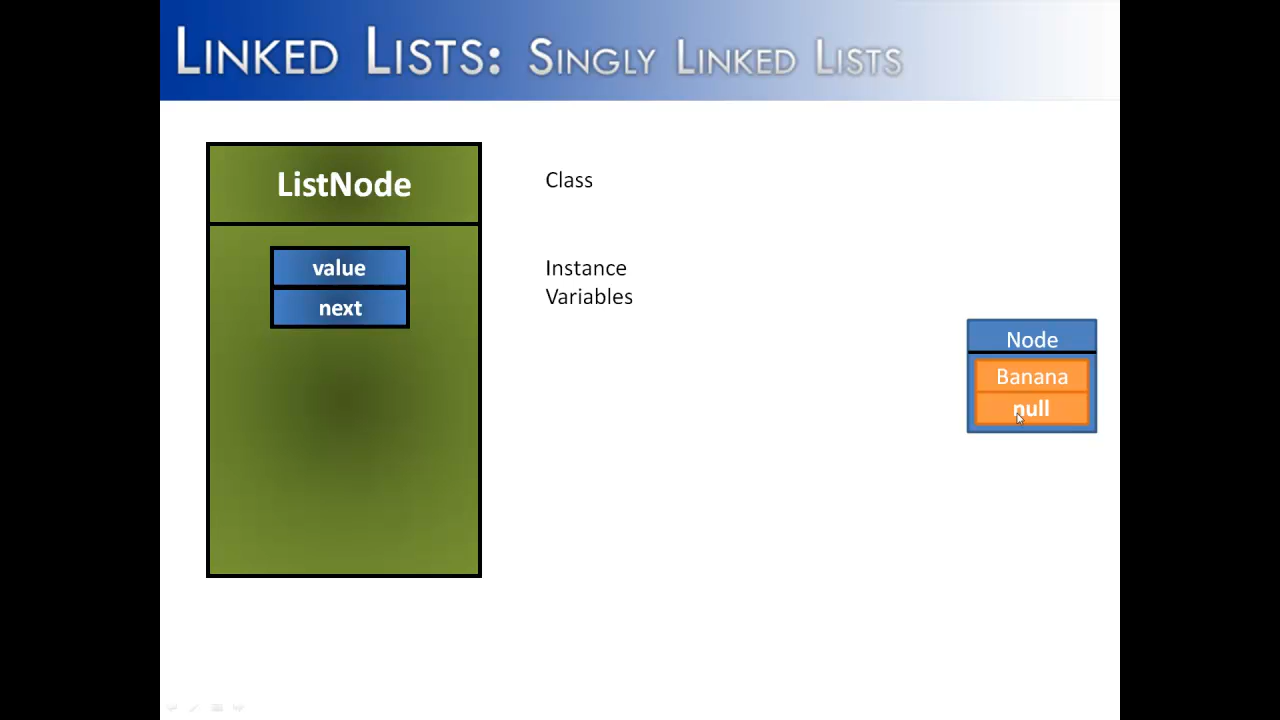 LINKED LISTS: SINGLY LINKED LISTS
ListNode
value
next
Class
Instance
Variables
Node
Banana
null